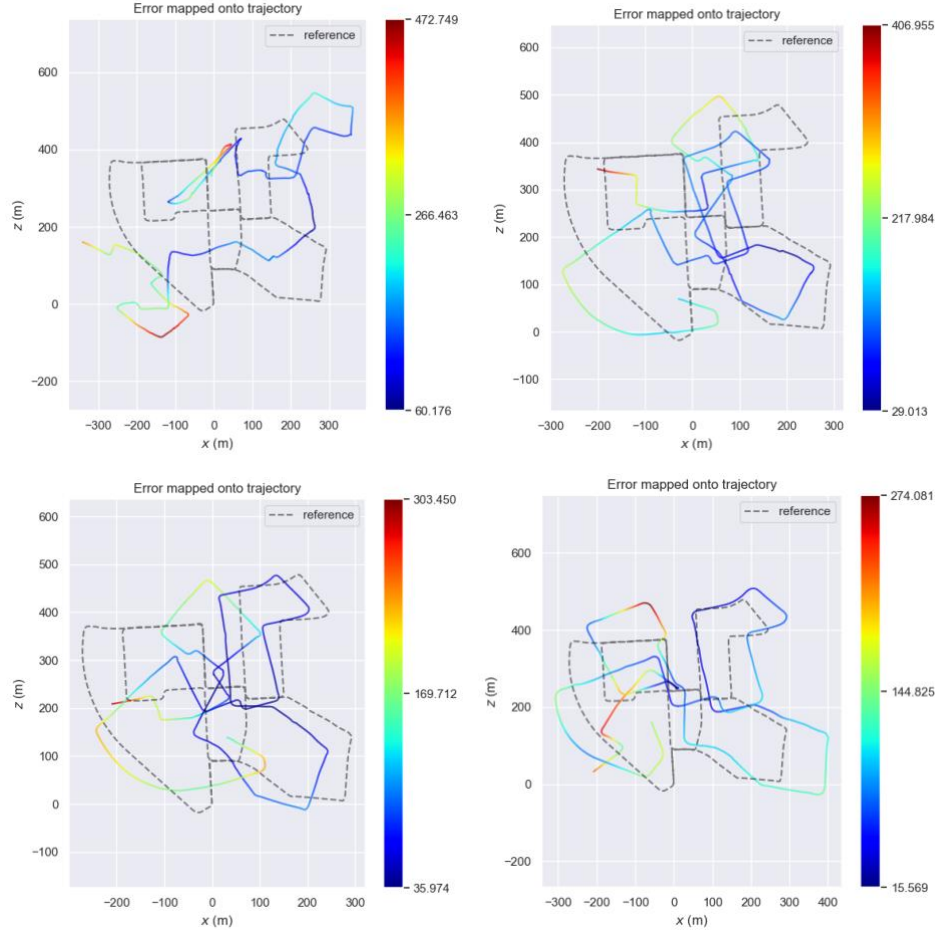 Error mapped onto trajectory
472.749
reference
600
400
266.463
z (m)
200
0
−200
60.176
−300 −200 −100 0 100 200 300
x (m)
Error mapped onto trajectory
406.955
reference
600
500
400
300
217.984
z (m)
200
100
0
−100
29.013
−300 −200 −100 0 100 200 300
x (m)
Error mapped onto trajectory
303.450
reference
600
500
400
300
169.712
z (m)
200
100
0
−100
35.974
−300 −200 −100 0 100 200 300
x (m)
Error mapped onto trajectory
274.081
reference
600
400
144.825
z (m)
200
0
−200
15.569
−300 −200 −100 0 100 200 300 400
x (m)